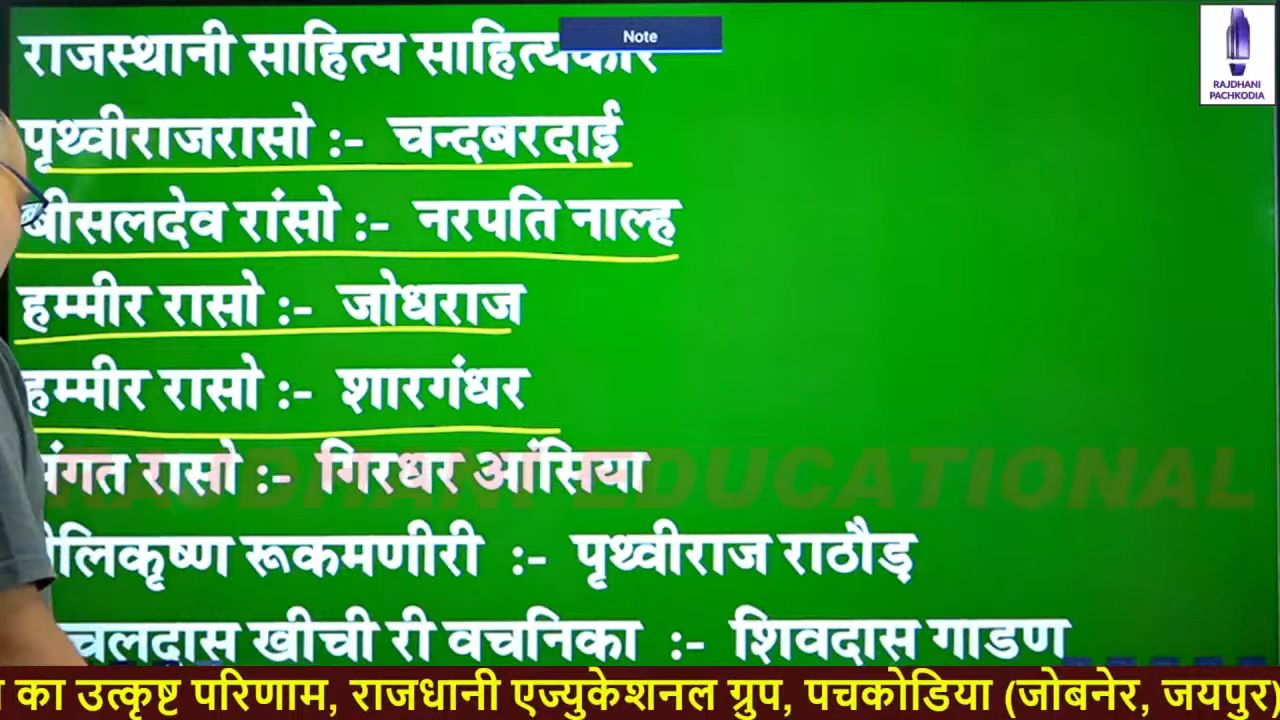 राजस्थानी साहित्य साहित्यकार
Note
RAJDHANI
PACHKODIA
पृथ्वीराजरासो :- चन्दबरदाई
बीसलदेव रांसो :- नरपति नाल्ह
हम्मीर रासो :- जोधराज
हम्मीर रासो :- शारगंधर
रासो :- गिरधर आंसिया
EDUCATIONAL
रूकमणीरी :- पृथ्वीराज राठौड़
खीची री वचनिका :- शिवदास गाडण
का उत्कृष्ट परिणाम, राजधानी एज्युकेशनल ग्रुप, पचकोडिया (जोबनेर, जयपुर)